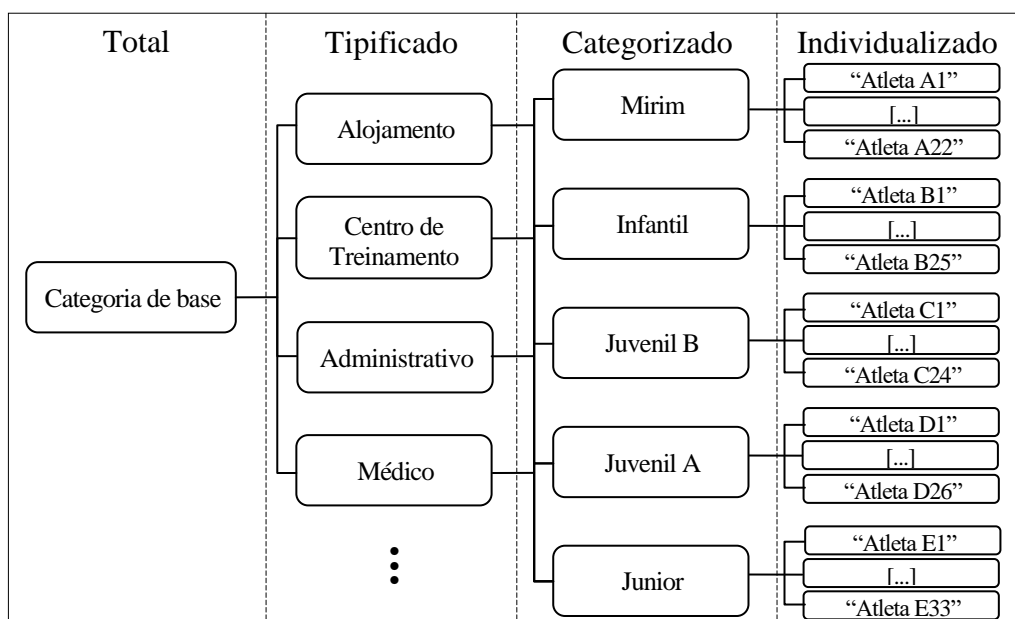 Total
Tipificado
Categorizado
Individualizado
Categoria de base
Alojamento
Centro de
Treinamento
Administrativo
Médico
Mirim
Infantil
Juvenil B
Juvenil A
Junior
“Atleta A1”
[...]
“Atleta A22”
“Atleta B1”
[...]
“Atleta B25”
“Atleta C1”
[...]
“Atleta C24”
“Atleta D1”
[...]
“Atleta D26”
“Atleta E1”
[...]
“Atleta E33”